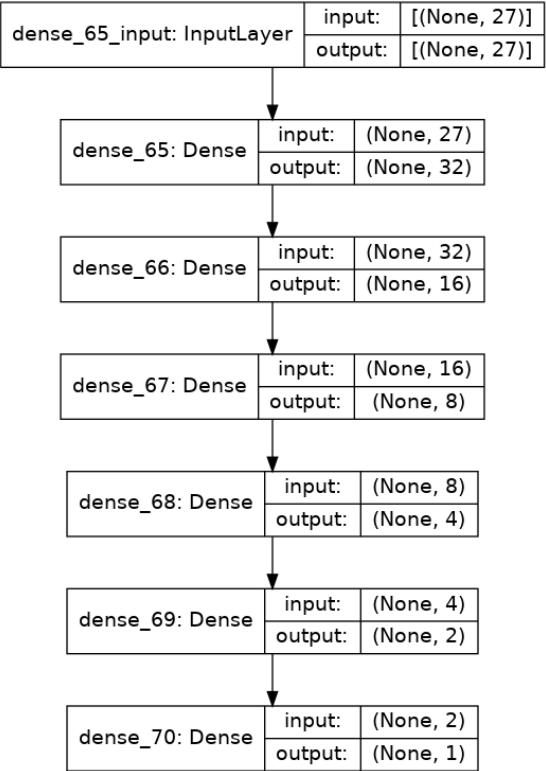 dense_65_input: InputLayer input: [(None, 27)]
output: [(None, 27)]
dense_65: Dense input: (None, 27)
output: (None, 32)
dense_66: Dense input: (None, 32)
output: (None, 16)
dense_67: Dense input: (None, 16)
output: (None, 8)
dense_68: Dense input: (None, 8)
output: (None, 4)
dense_69: Dense input: (None, 4)
output: (None, 2)
dense_70: Dense input: (None, 2)
output: (None, 1)